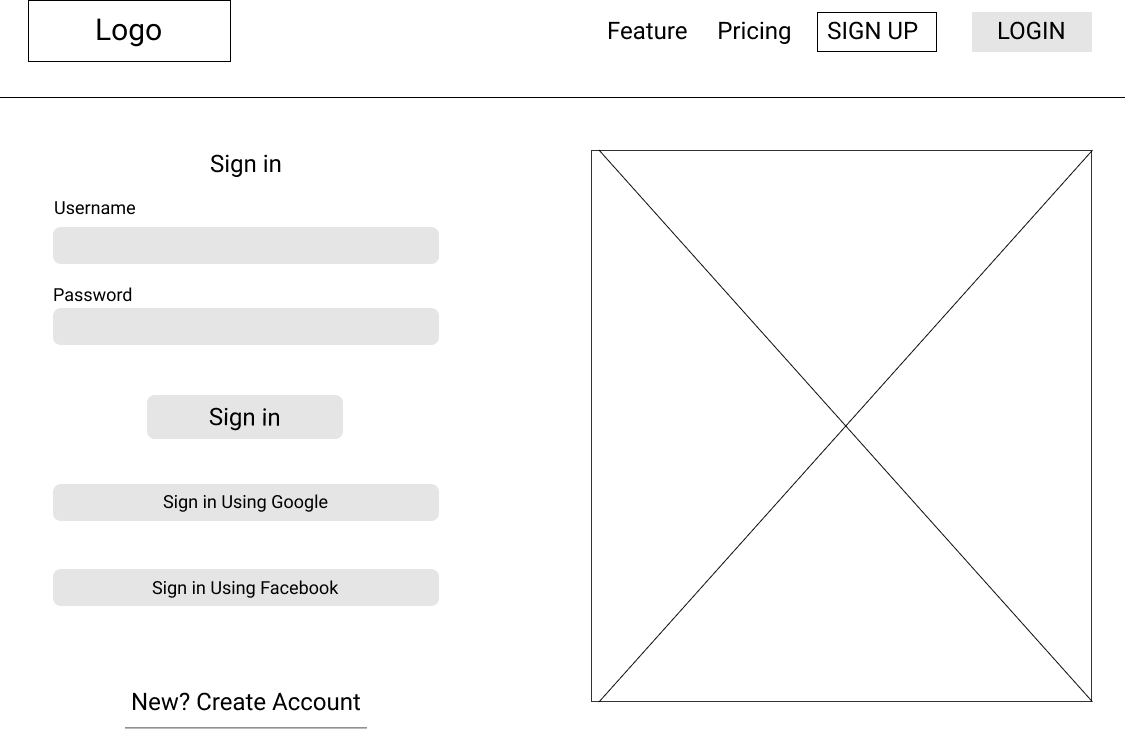 Logo
Feature Pricing SIGN UP LOGIN
Sign in
Username
Password
Sign in
Sign in Using Google
Sign in Using Facebook
New? Create Account